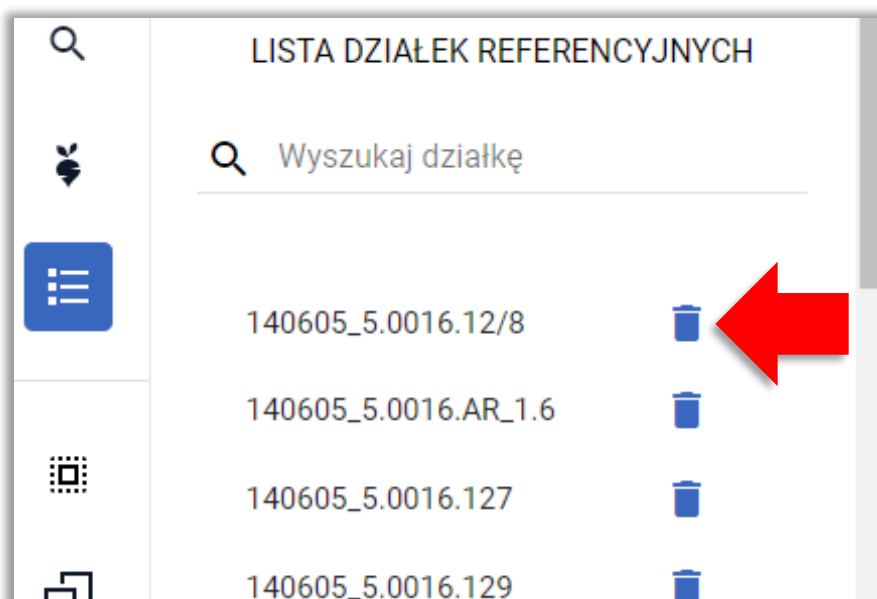 LISTA DZIAŁEK REFERENCYJNYCH
Wyszukaj działkę
140605_5.0016.12/8
140605_5.0016.AR_1.6
140605_5.0016.127
140605_5.0016.129